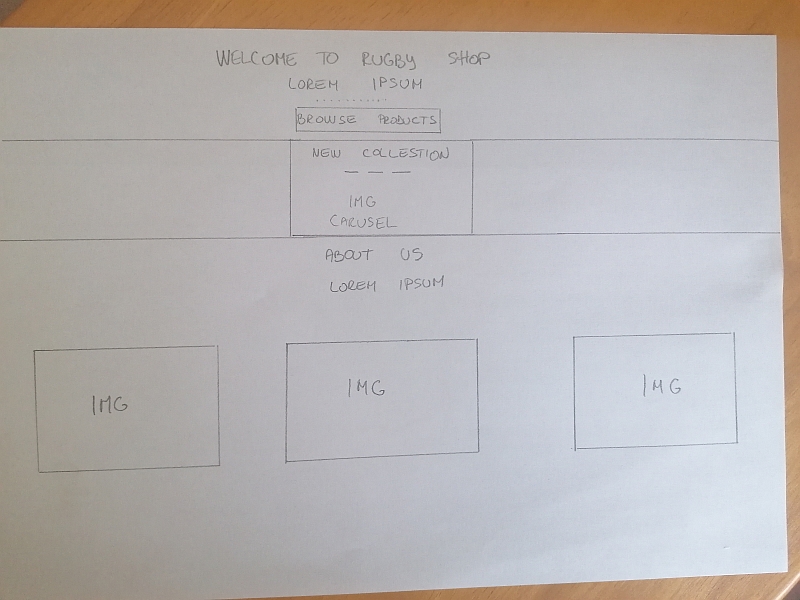 WELCOME TO RUGBY SHOP
LOREM IPSUM
BROWSE PRODUCTS
NEW COLLESTION
IMG
CARUSEL
ABOUT US
LOREM IPSUM
IMG
IMG
IMG